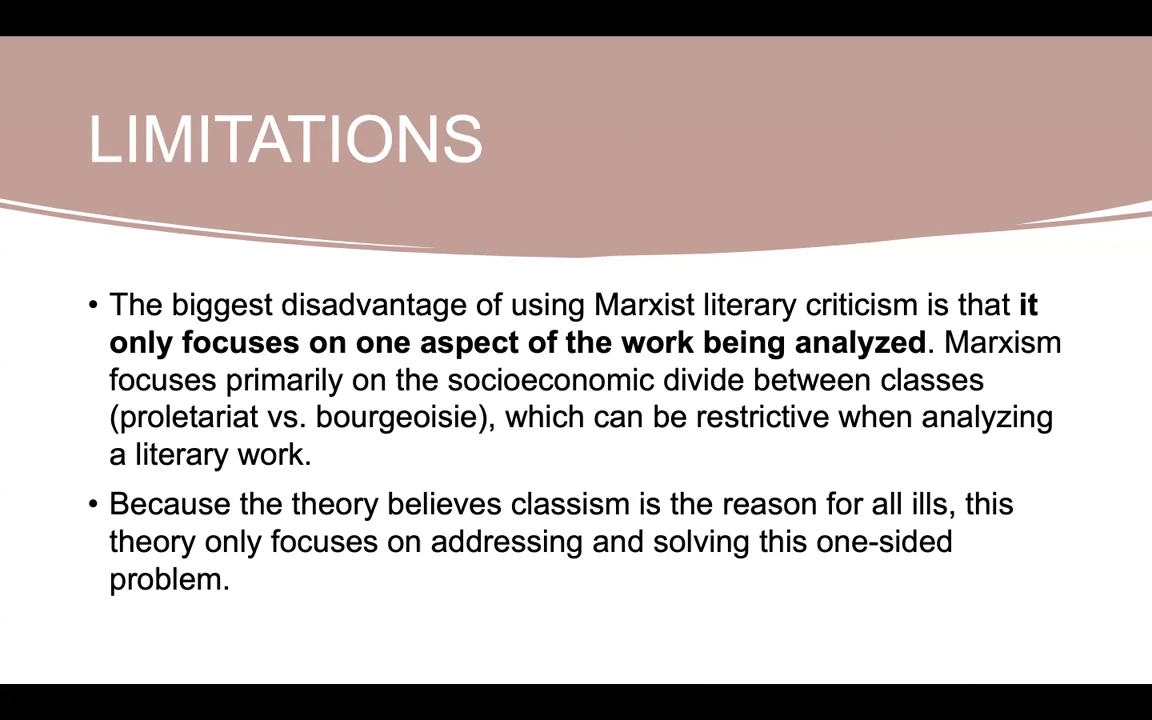 LIMITATIONS
• The biggest disadvantage of using Marxist literary criticism is that it
only focuses on one aspect of the work being analyzed. Marxism
focuses primarily on the socioeconomic divide between classes
(proletariat vs. bourgeoisie), which can be restrictive when analyzing
a literary work.
• Because the theory believes classism is the reason for all ills, this
theory only focuses on addressing and solving this one-sided
problem.